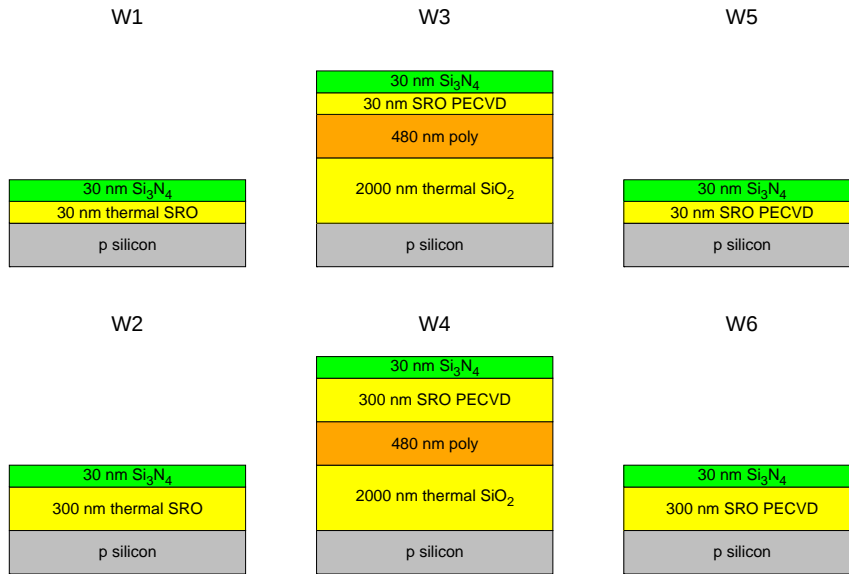 W1
W3
W5
30 nm Si₃N₄
30 nm SRO PECVD
480 nm poly
2000 nm thermal SiO₂
p silicon
30 nm Si₃N₄
30 nm thermal SRO
p silicon
30 nm Si₃N₄
30 nm SRO PECVD
p silicon
W2
W4
W6
30 nm Si₃N₄
300 nm SRO PECVD
480 nm poly
2000 nm thermal SiO₂
p silicon
30 nm Si₃N₄
300 nm thermal SRO
p silicon
30 nm Si₃N₄
300 nm SRO PECVD
p silicon